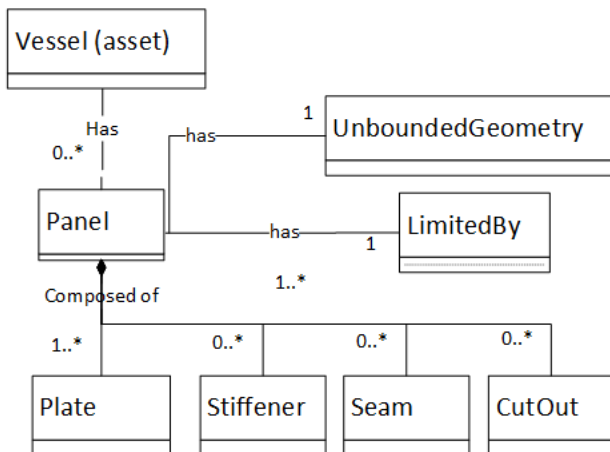 Vessel (asset)
Has
0..*
1
UnboundedGeometry
has
Panel
has
1
LimitedBy
1..*
Composed of
1..*
0..*
0..*
0..*
Plate
Stiffener
Seam
CutOut